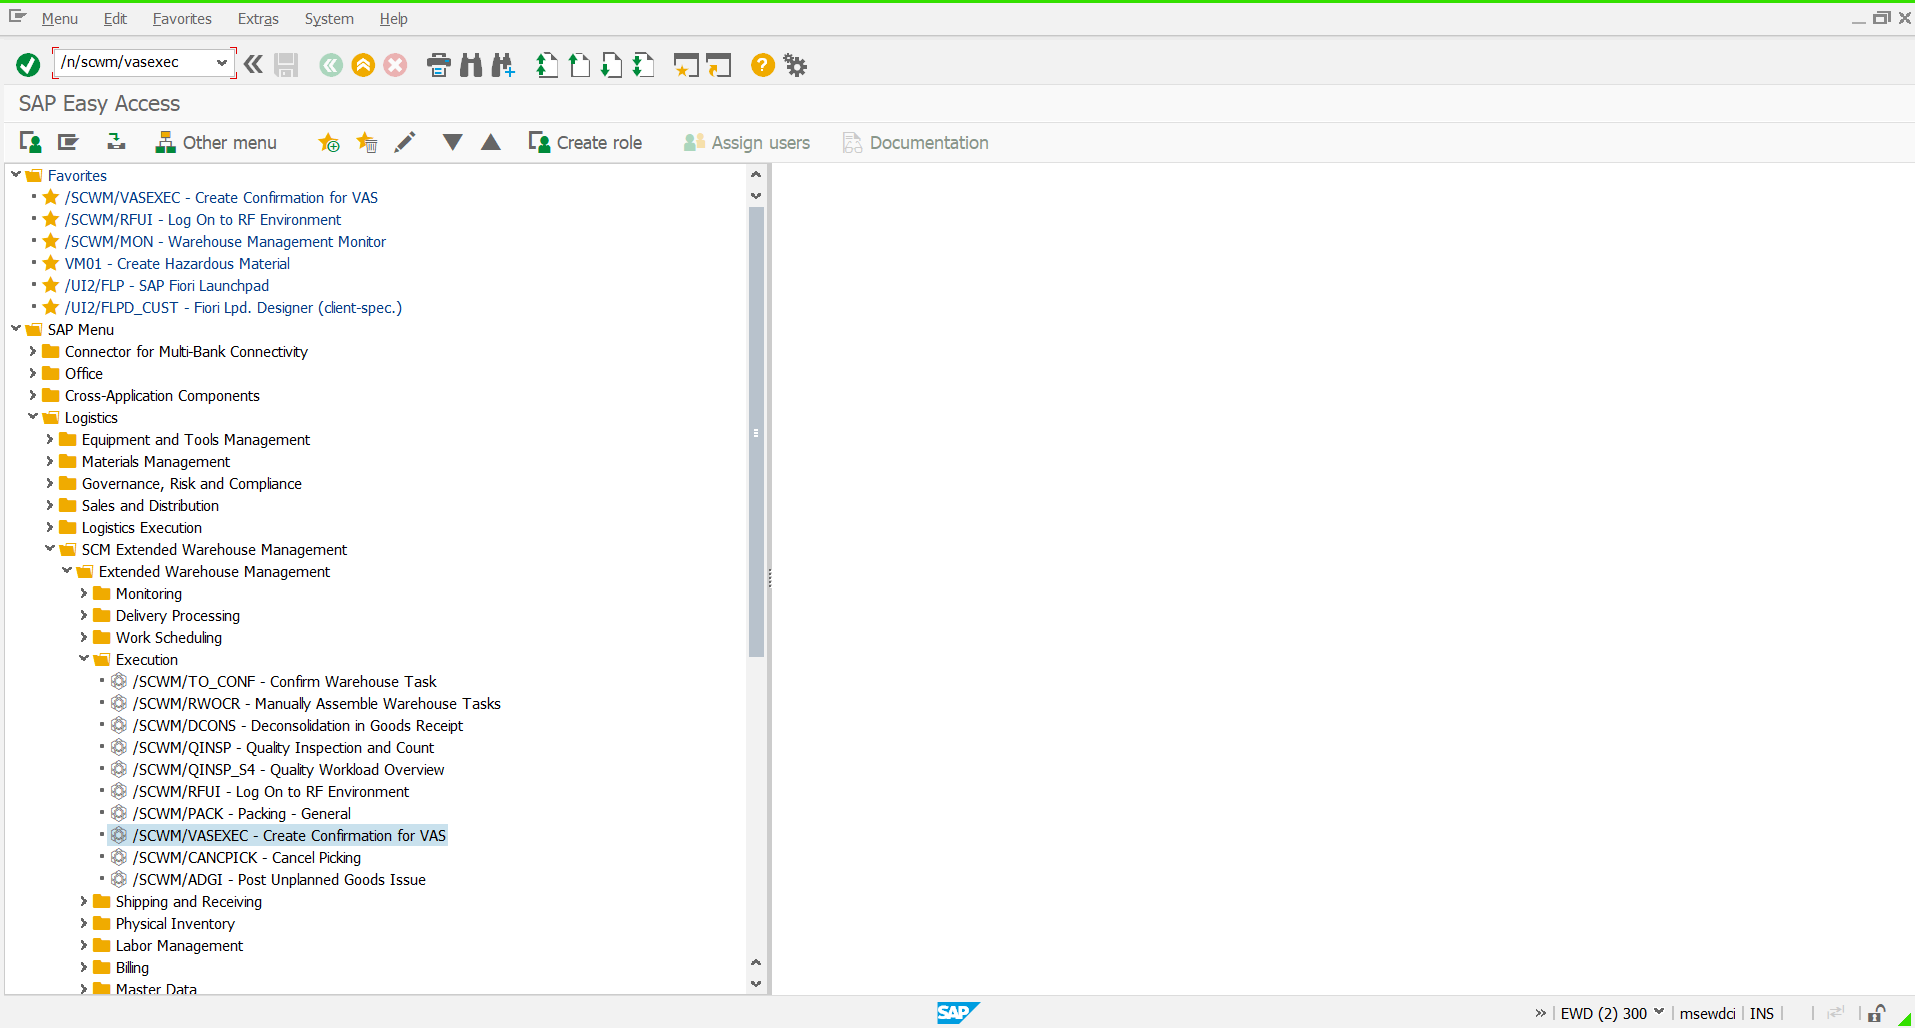 Menu Edit Favorites Extras System Help
/n/scwm/vasexec
SAP Easy Access
Other menu Create role Assign users Documentation
Favorites
/SCWM/VASEXEC - Create Confirmation for VAS
/SCWM/RFUI - Log On to RF Environment
/SCWM/MON - Warehouse Management Monitor
VM01 - Create Hazardous Material
/UI2/FLP - SAP Fiori Launchpad
/UI2/FLPD_CUST - Fiori Lpd. Designer (client-spec.)
SAP Menu
Connector for Multi-Bank Connectivity
Office
Cross-Application Components
Logistics
Equipment and Tools Management
Materials Management
Governance, Risk and Compliance
Sales and Distribution
Logistics Execution
SCM Extended Warehouse Management
Extended Warehouse Management
Monitoring
Delivery Processing
Work Scheduling
Execution
/SCWM/TO_CONF - Confirm Warehouse Task
/SCWM/RWOCR - Manually Assemble Warehouse Tasks
/SCWM/DCONS - Deconsolidation in Goods Receipt
/SCWM/QINSP - Quality Inspection and Count
/SCWM/QINSP_S4 - Quality Workload Overview
/SCWM/RFUI - Log On to RF Environment
/SCWM/PACK - Packing - General
/SCWM/VASEXEC - Create Confirmation for VAS
/SCWM/CANCPICK - Cancel Picking
/SCWM/ADGI - Post Unplanned Goods Issue
Shipping and Receiving
Physical Inventory
Labor Management
Billing
Master Data
SAP EWD (2) 300 msewdci INS